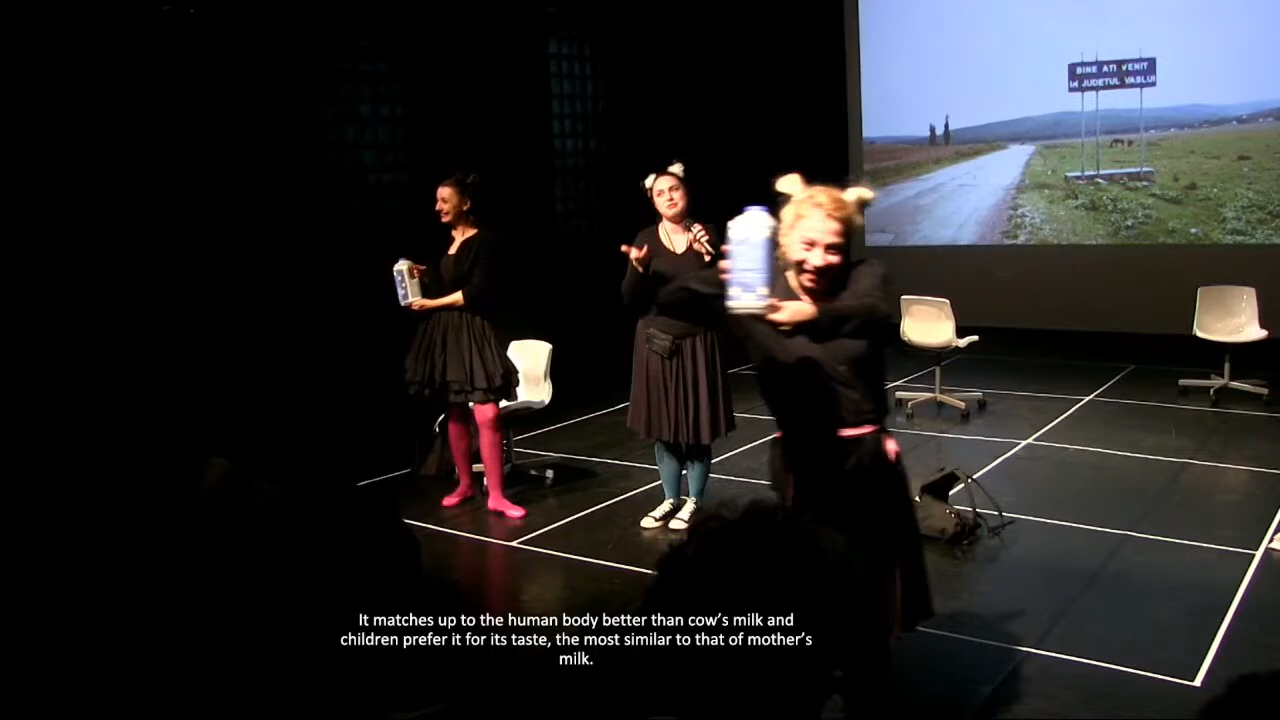 BINE ATI VENIT
IN JUDETUL VASLUI
It matches up to the human body better than cow's milk and
children prefer it for its taste, the most similar to that of mother's
milk.